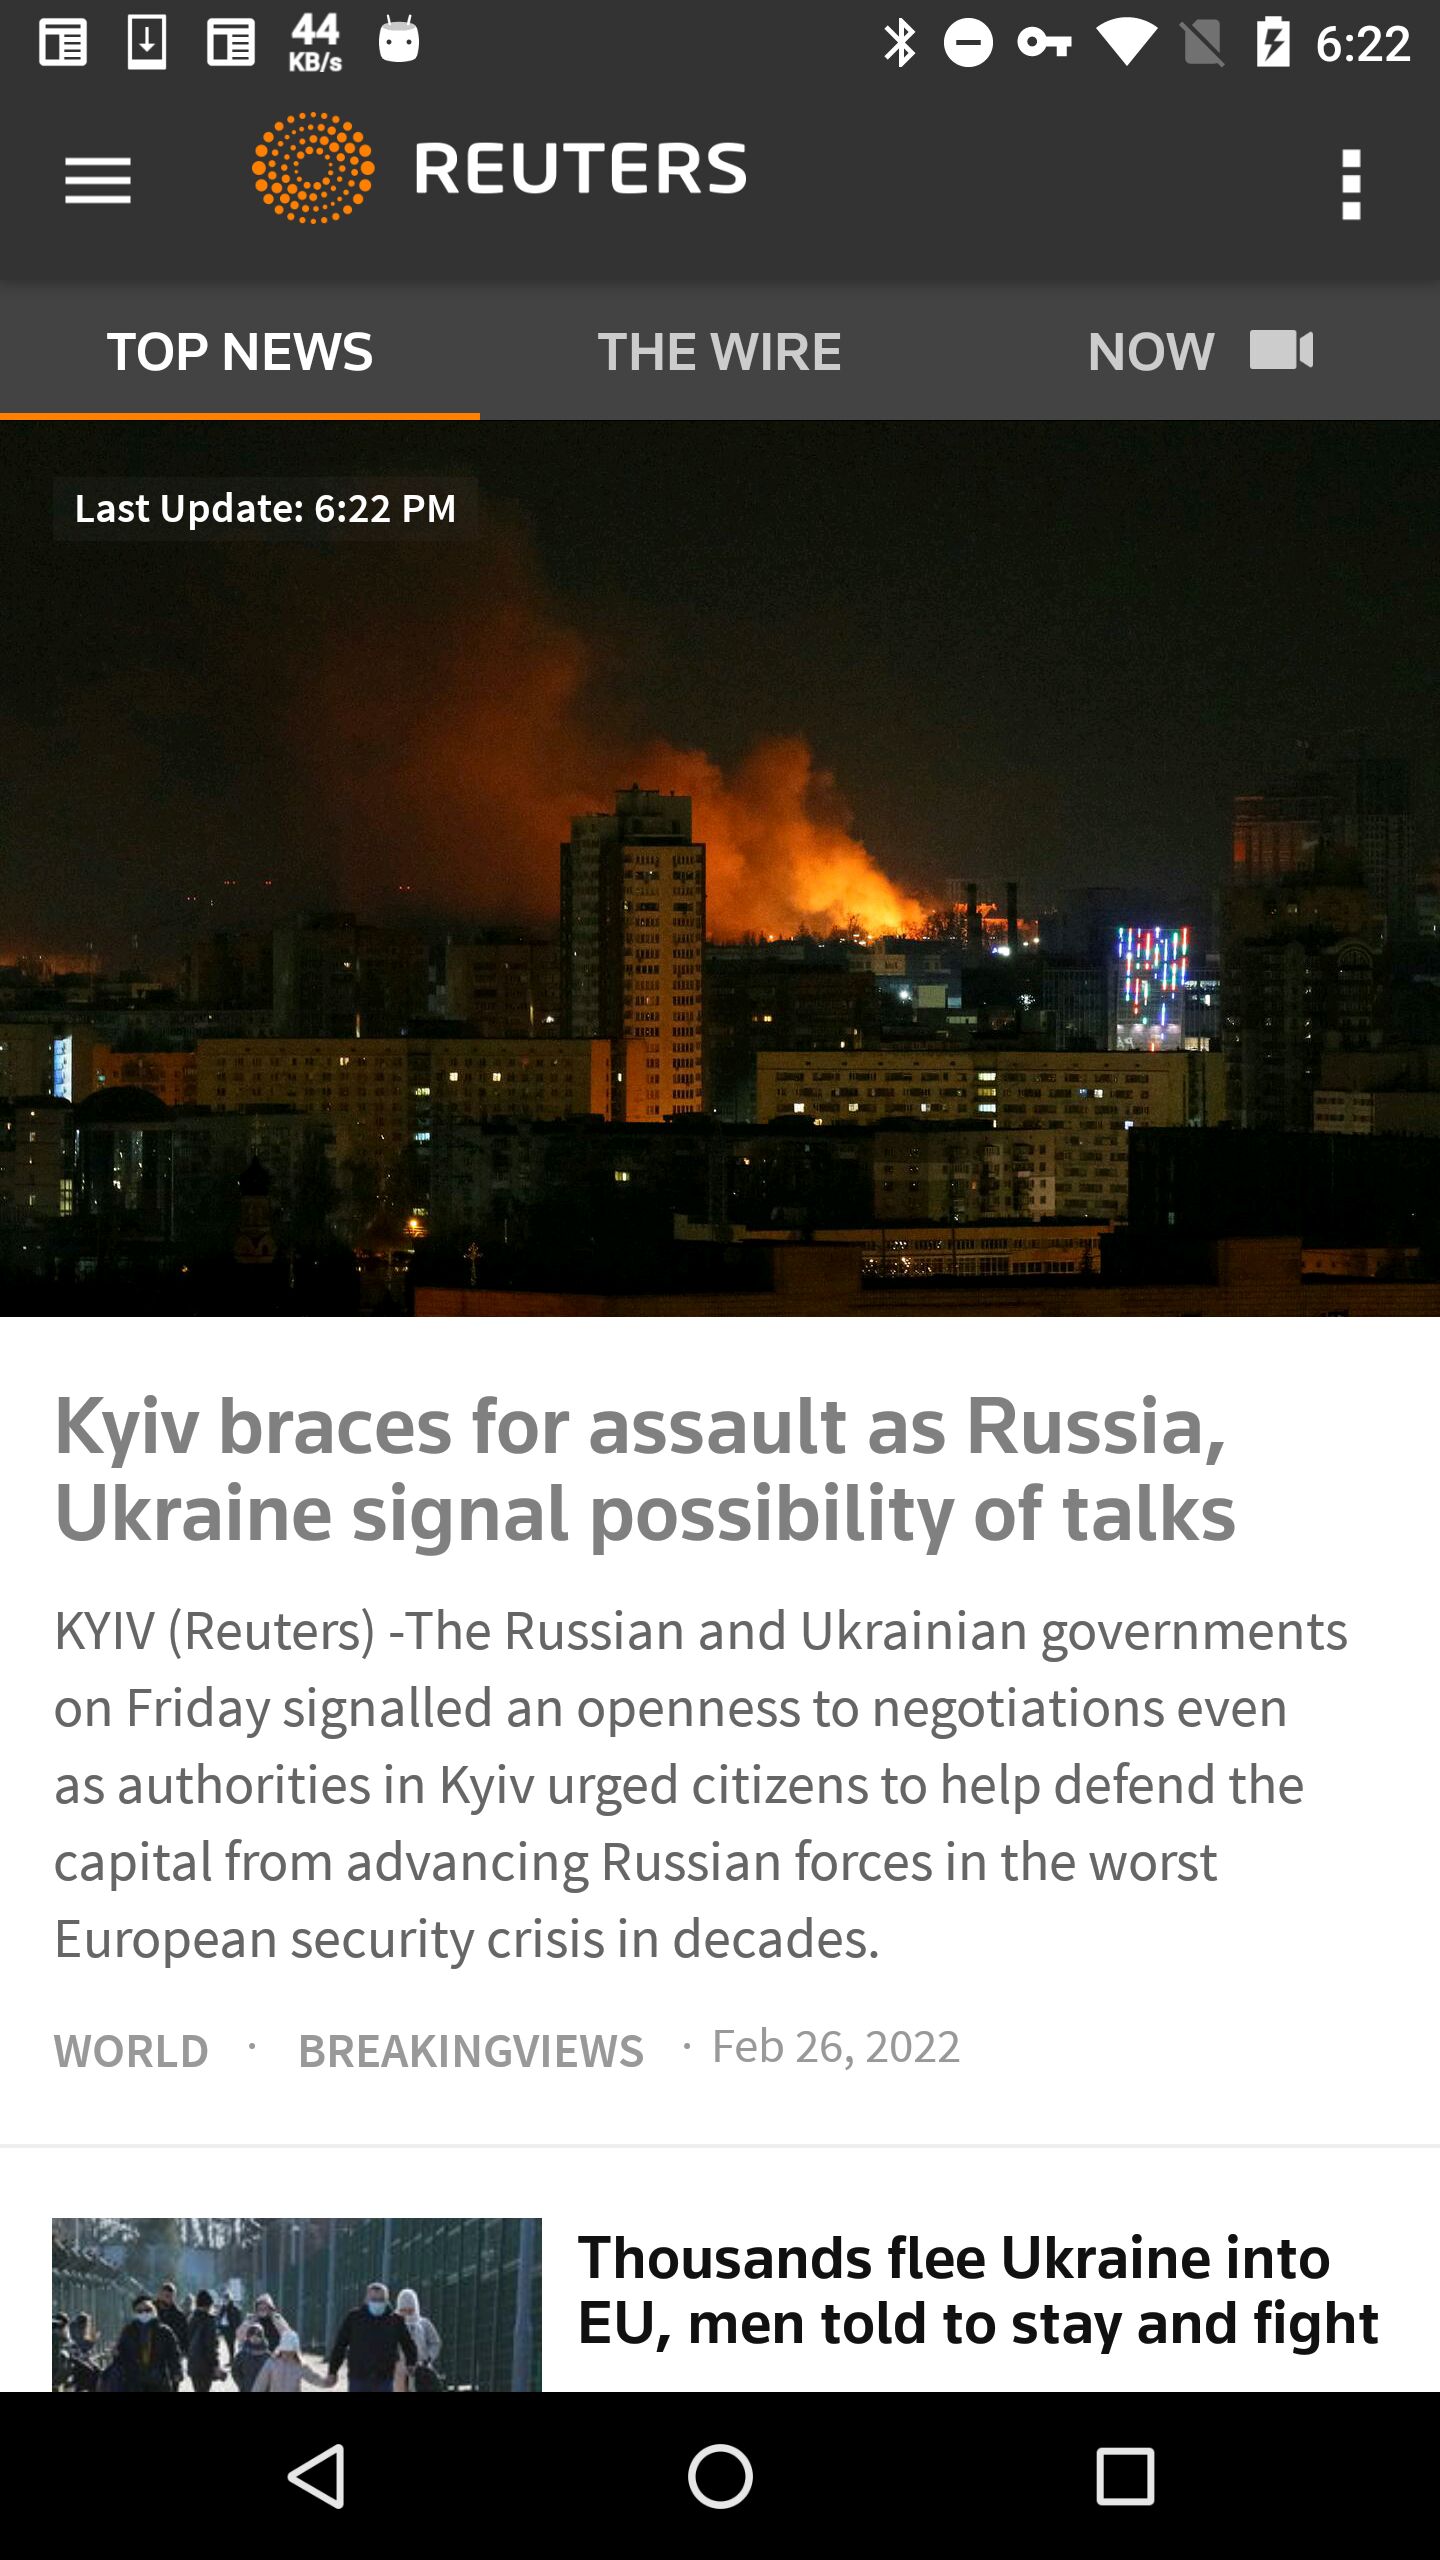 44
KB/s
6:22
REUTERS
TOP NEWS
THE WIRE
NOW
Last Update: 6:22 PM
Kyiv braces for assault as Russia,
Ukraine signal possibility of talks
KYIV (Reuters) -The Russian and Ukrainian governments
on Friday signalled an openness to negotiations even
as authorities in Kyiv urged citizens to help defend the
capital from advancing Russian forces in the worst
European security crisis in decades.
WORLD · BREAKINGVIEWS · Feb 26, 2022
Thousands flee Ukraine into
EU, men told to stay and fight